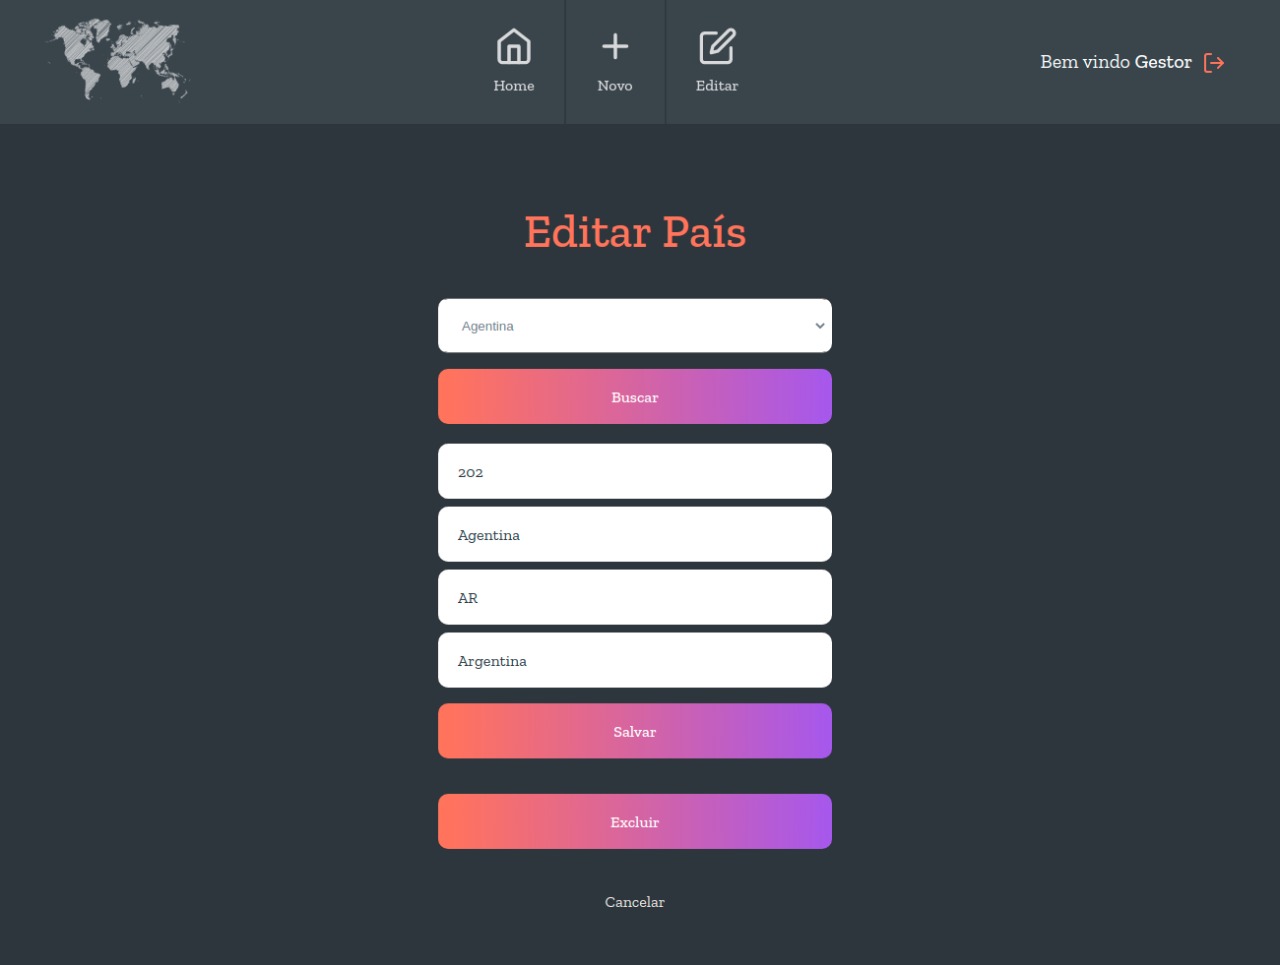 Home
Novo
Editar
Bem vindo Gestor
Editar País
Agentina
Buscar
202
Agentina
AR
Argentina
Salvar
Excluir
Cancelar